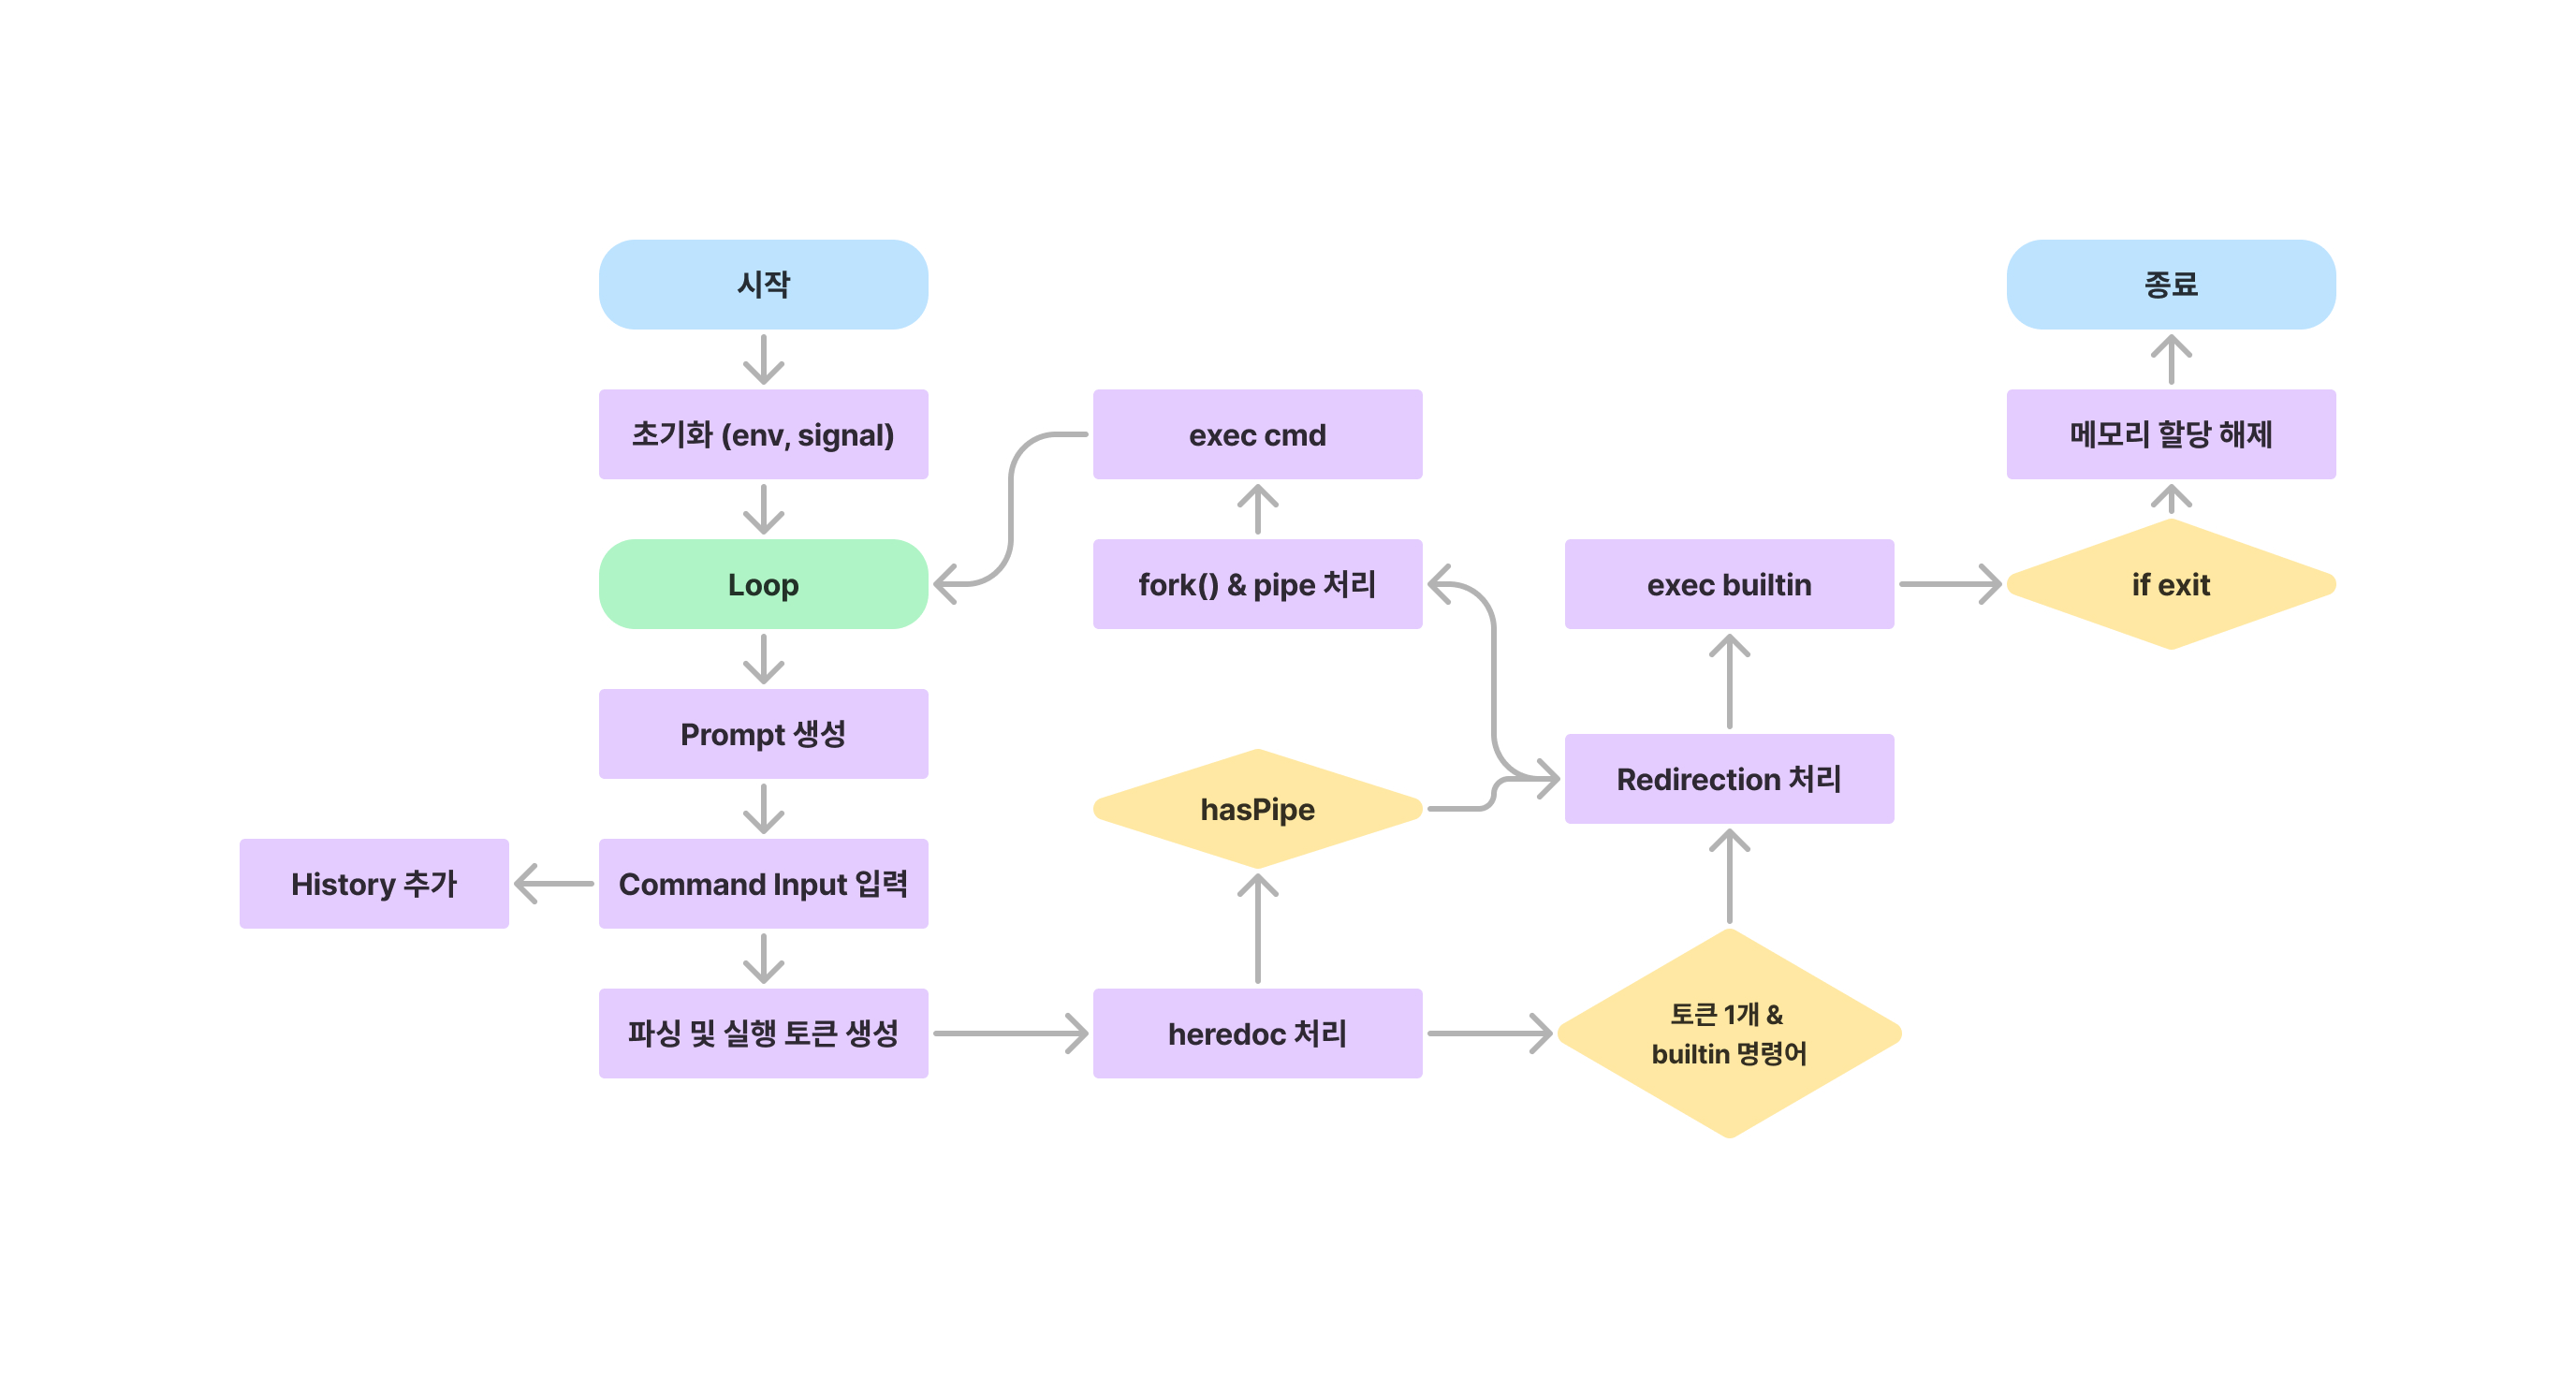 시작
종료
초기화 (env, signal)
exec cmd
메모리 할당 해제
Loop
fork() & pipe 처리
exec builtin
if exit
Prompt 생성
hasPipe
Redirection 처리
History 추가
Command Input 입력
파싱 및 실행 토큰 생성
heredoc 처리
토큰 1개 &
builtin 명령어